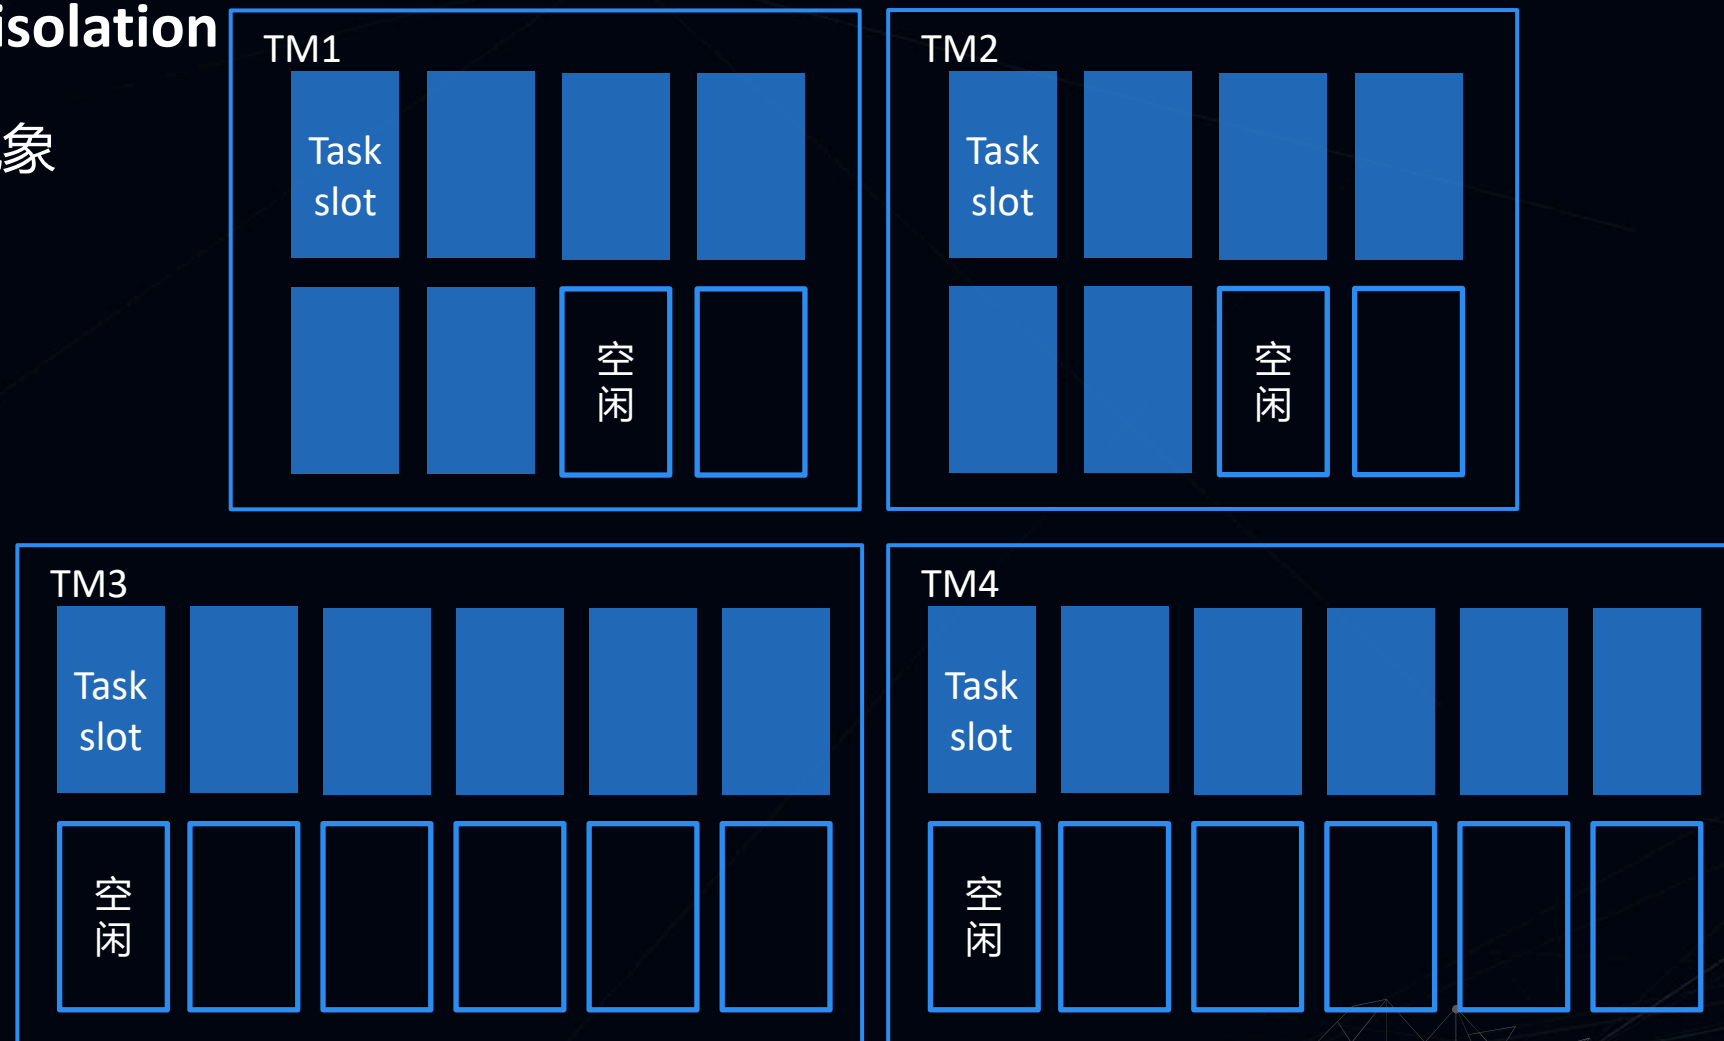 isolation
象
TM1
Task
slot
空
闲
TM2
Task
slot
空
闲
TM3
Task
slot
空
闲
TM4
Task
slot
空
闲